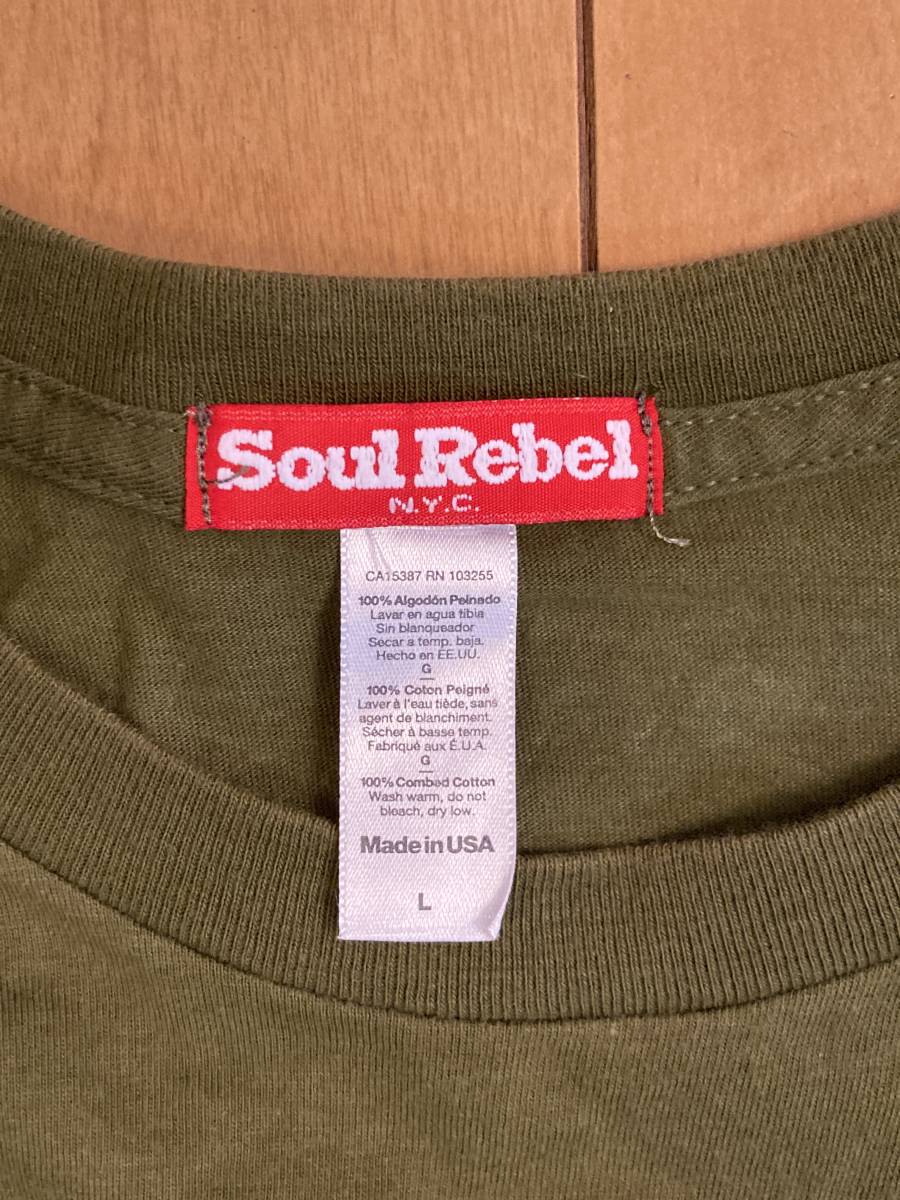 Soul Rebel
N.Y.C.
CA15387 RN 103255
100% Algodón Peinado
Lavar en agua tibia
Sin blanqueador
Secar a temp. baja.
Hecho en EE.UU.
G
100% Coton Peigné
Laver à l'eau tiède, sans
agent de blanchiment.
Sécher à basse temp.
Fabriqué aux É.U.A.
G
100% Combed Cotton
Wash warm, do not
bleach, dry low.
Made in USA
L